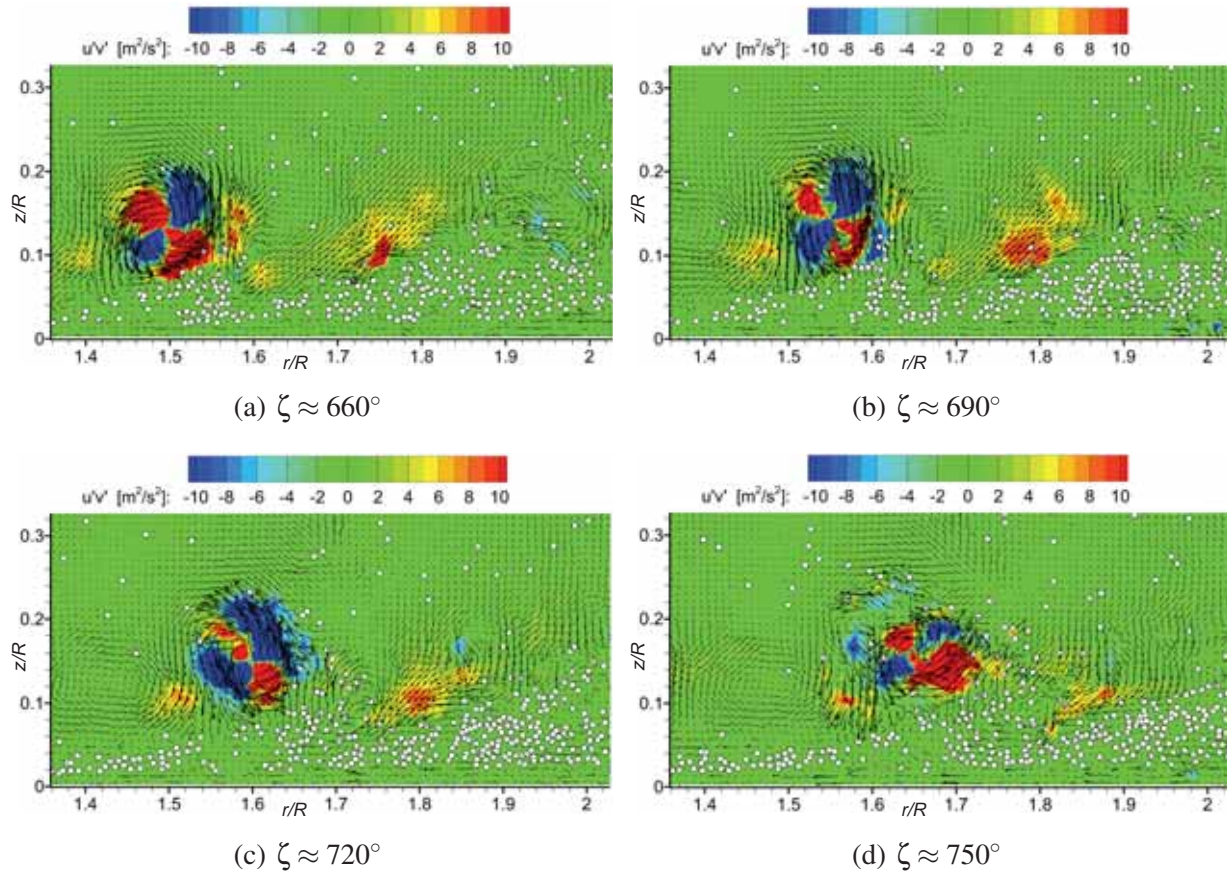 u'v' [m²/s²]: -10 -8 -6 -4 -2 0 2 4 6 8 10
z/R
0.3
0.2
0.1
0
1.4 1.5 1.6 1.7 1.8 1.9 2
r/R
(a) ζ ≈ 660°
u'v' [m²/s²]: -10 -8 -6 -4 -2 0 2 4 6 8 10
z/R
0.3
0.2
0.1
0
1.4 1.5 1.6 1.7 1.8 1.9 2
r/R
(b) ζ ≈ 690°
u'v' [m²/s²]: -10 -8 -6 -4 -2 0 2 4 6 8 10
z/R
0.3
0.2
0.1
0
1.4 1.5 1.6 1.7 1.8 1.9 2
r/R
(c) ζ ≈ 720°
u'v' [m²/s²]: -10 -8 -6 -4 -2 0 2 4 6 8 10
z/R
0.3
0.2
0.1
0
1.4 1.5 1.6 1.7 1.8 1.9 2
r/R
(d) ζ ≈ 750°